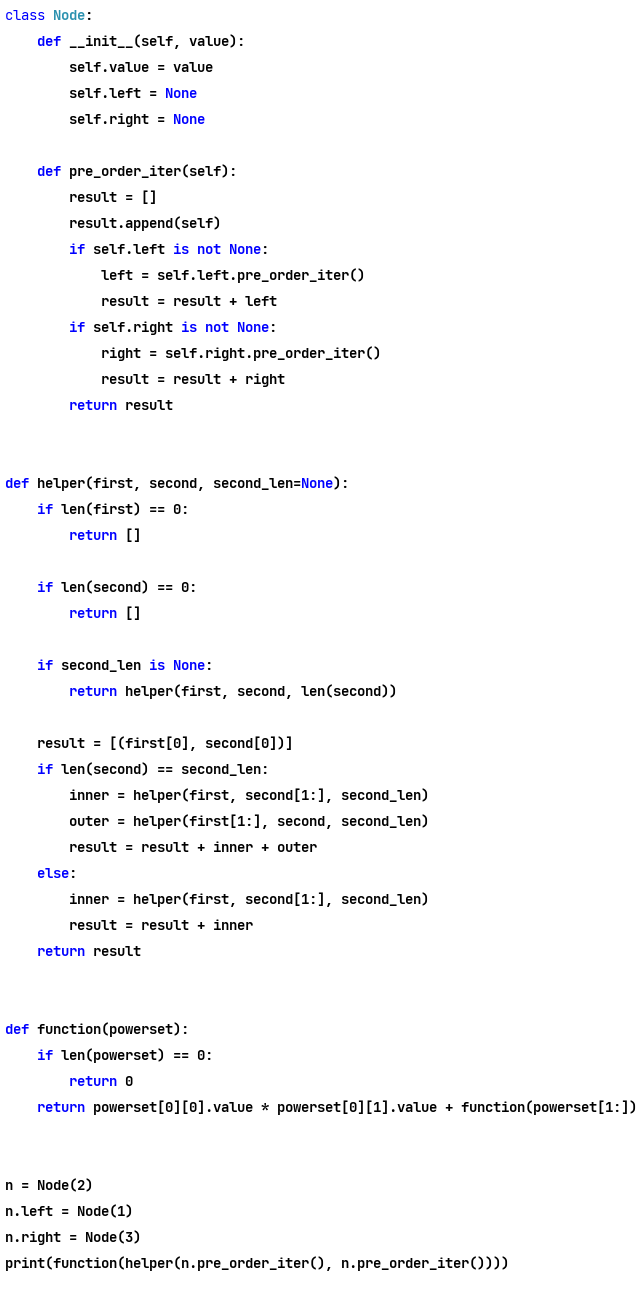 class Node:
    def __init__(self, value):
        self.value = value
        self.left = None
        self.right = None

    def pre_order_iter(self):
        result = []
        result.append(self)
        if self.left is not None:
            left = self.left.pre_order_iter()
            result = result + left
        if self.right is not None:
            right = self.right.pre_order_iter()
            result = result + right
        return result


def helper(first, second, second_len=None):
    if len(first) == 0:
        return []

    if len(second) == 0:
        return []

    if second_len is None:
        return helper(first, second, len(second))

    result = [(first[0], second[0])]
    if len(second) == second_len:
        inner = helper(first, second[1:], second_len)
        outer = helper(first[1:], second, second_len)
        result = result + inner + outer
    else:
        inner = helper(first, second[1:], second_len)
        result = result + inner
    return result


def function(powerset):
    if len(powerset) == 0:
        return 0
    return powerset[0][0].value * powerset[0][1].value + function(powerset[1:])


n = Node(2)
n.left = Node(1)
n.right = Node(3)
print(function(helper(n.pre_order_iter(), n.pre_order_iter())))